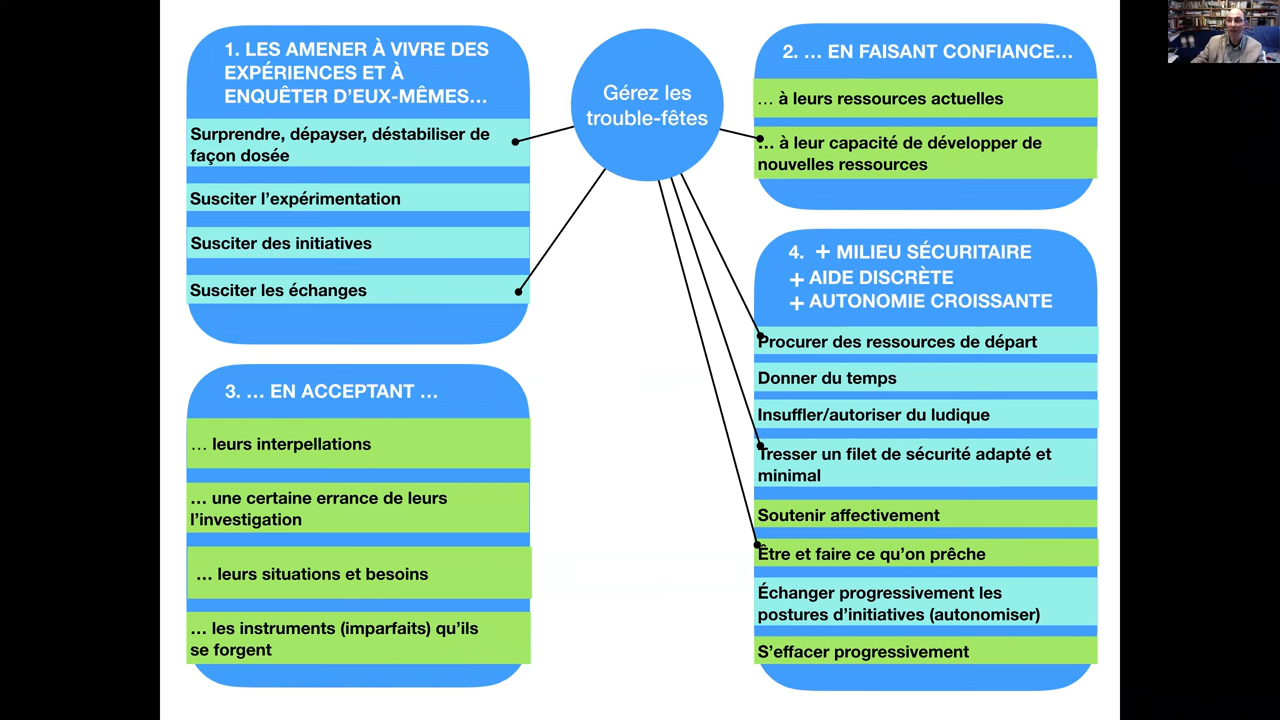 1. LES AMENER À VIVRE DES
EXPÉRIENCES ET À
ENQUÊTER D'EUX-MÊMES…
Surprendre, dépayser, déstabiliser de
façon dosée
Susciter l'expérimentation
Susciter des initiatives
Susciter les échanges
Gérez les
trouble-fêtes
2. … EN FAISANT CONFIANCE…
… à leurs ressources actuelles
… à leur capacité de développer de
nouvelles ressources
3. … EN ACCEPTANT …
… leurs interpellations
… une certaine errance de leurs
l'investigation
… leurs situations et besoins
… les instruments (imparfaits) qu'ils
se forgent
4. + MILIEU SÉCURITAIRE
+ AIDE DISCRÈTE
+ AUTONOMIE CROISSANTE
Procurer des ressources de départ
Donner du temps
Insuffler/autoriser du ludique
Tresser un filet de sécurité adapté et
minimal
Soutenir affectivement
Être et faire ce qu'on prêche
Échanger progressivement les
postures d'initiatives (autonomiser)
S'effacer progressivement